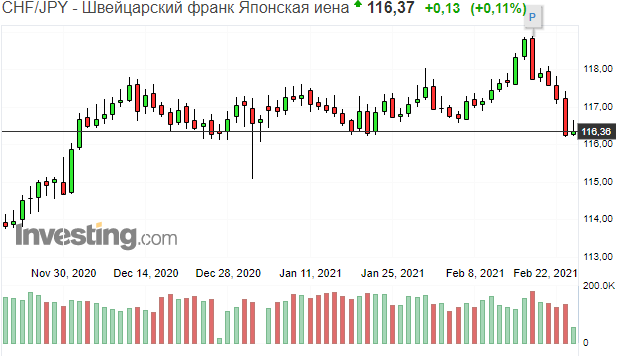 CHF/JPY - Швейцарский франк Японская иена 116,37 +0,13 (+0,11%)
P
118,00
117,00
116,36
116,00
115,00
114,00
Investing.com
113,00
Nov 30, 2020 Dec 14, 2020 Dec 28, 2020 Jan 11, 2021 Jan 25, 2021 Feb 8, 2021 Feb 22, 2021
200.0K
0